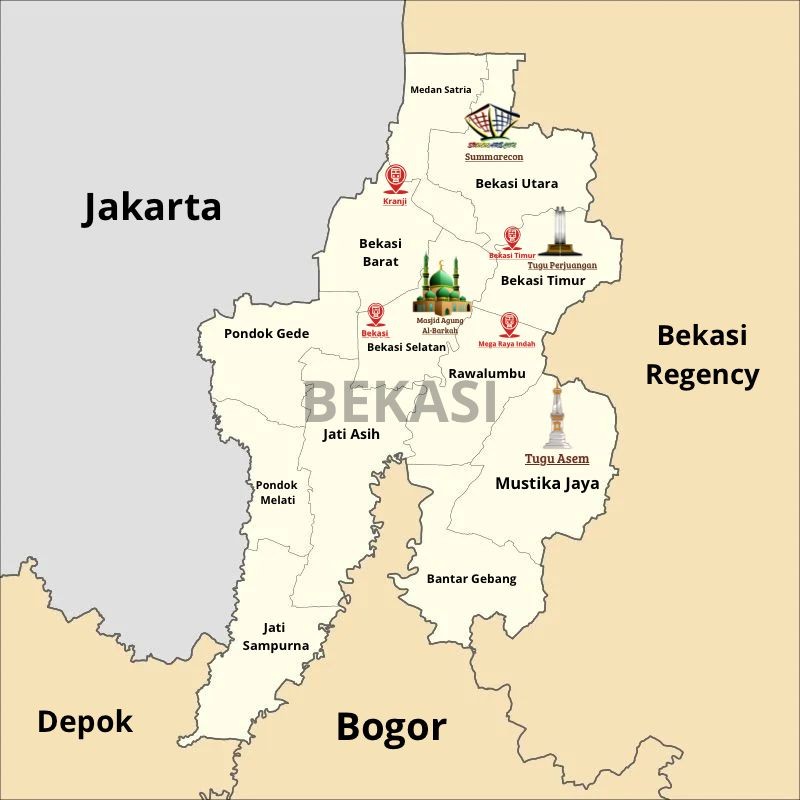 Medan Satria
Summarecon
Bekasi Utara
Kranji
Jakarta
Bekasi
Barat
Bekasi Timur
Tugu Perjuangan
Bekasi Timur
Masjid Agung
Al-Barkah
Bekasi
Pondok Gede
Bekasi Selatan
Mega Raya Indah
Rawalumbu
Bekasi
Regency
BEKASI
Jati Asih
Tugu Asem
Mustika Jaya
Pondok
Melati
Bantar Gebang
Jati
Sampurna
Depok
Bogor